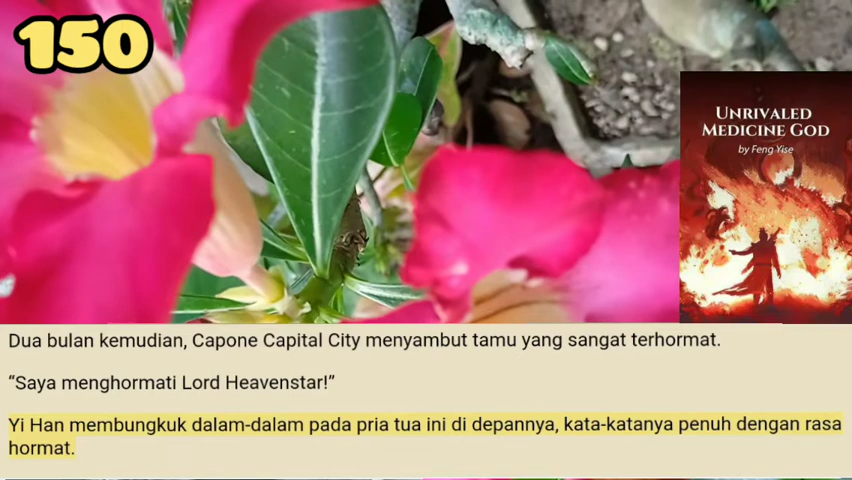 150
UNRIVALED
MEDICINE GOD
by Feng Yise
Dua bulan kemudian, Capone Capital City menyambut tamu yang sangat terhormat.
“Saya menghormati Lord Heavenstar!”
Yi Han membungkuk dalam-dalam pada pria tua ini di depannya, kata-katanya penuh dengan rasa
hormat.